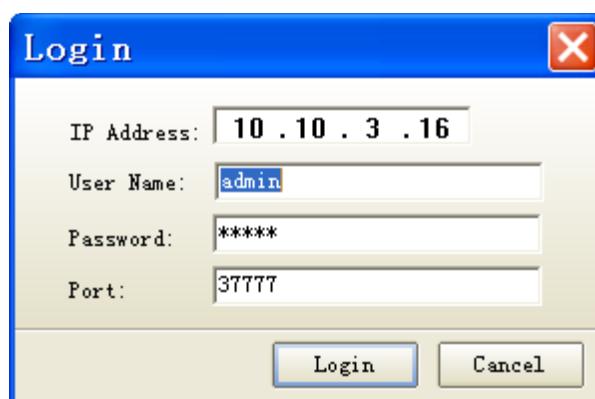 Login
IP Address: 10 . 10 . 3 . 16
User Name: admin
Password: *****
Port: 37777
Login Cancel